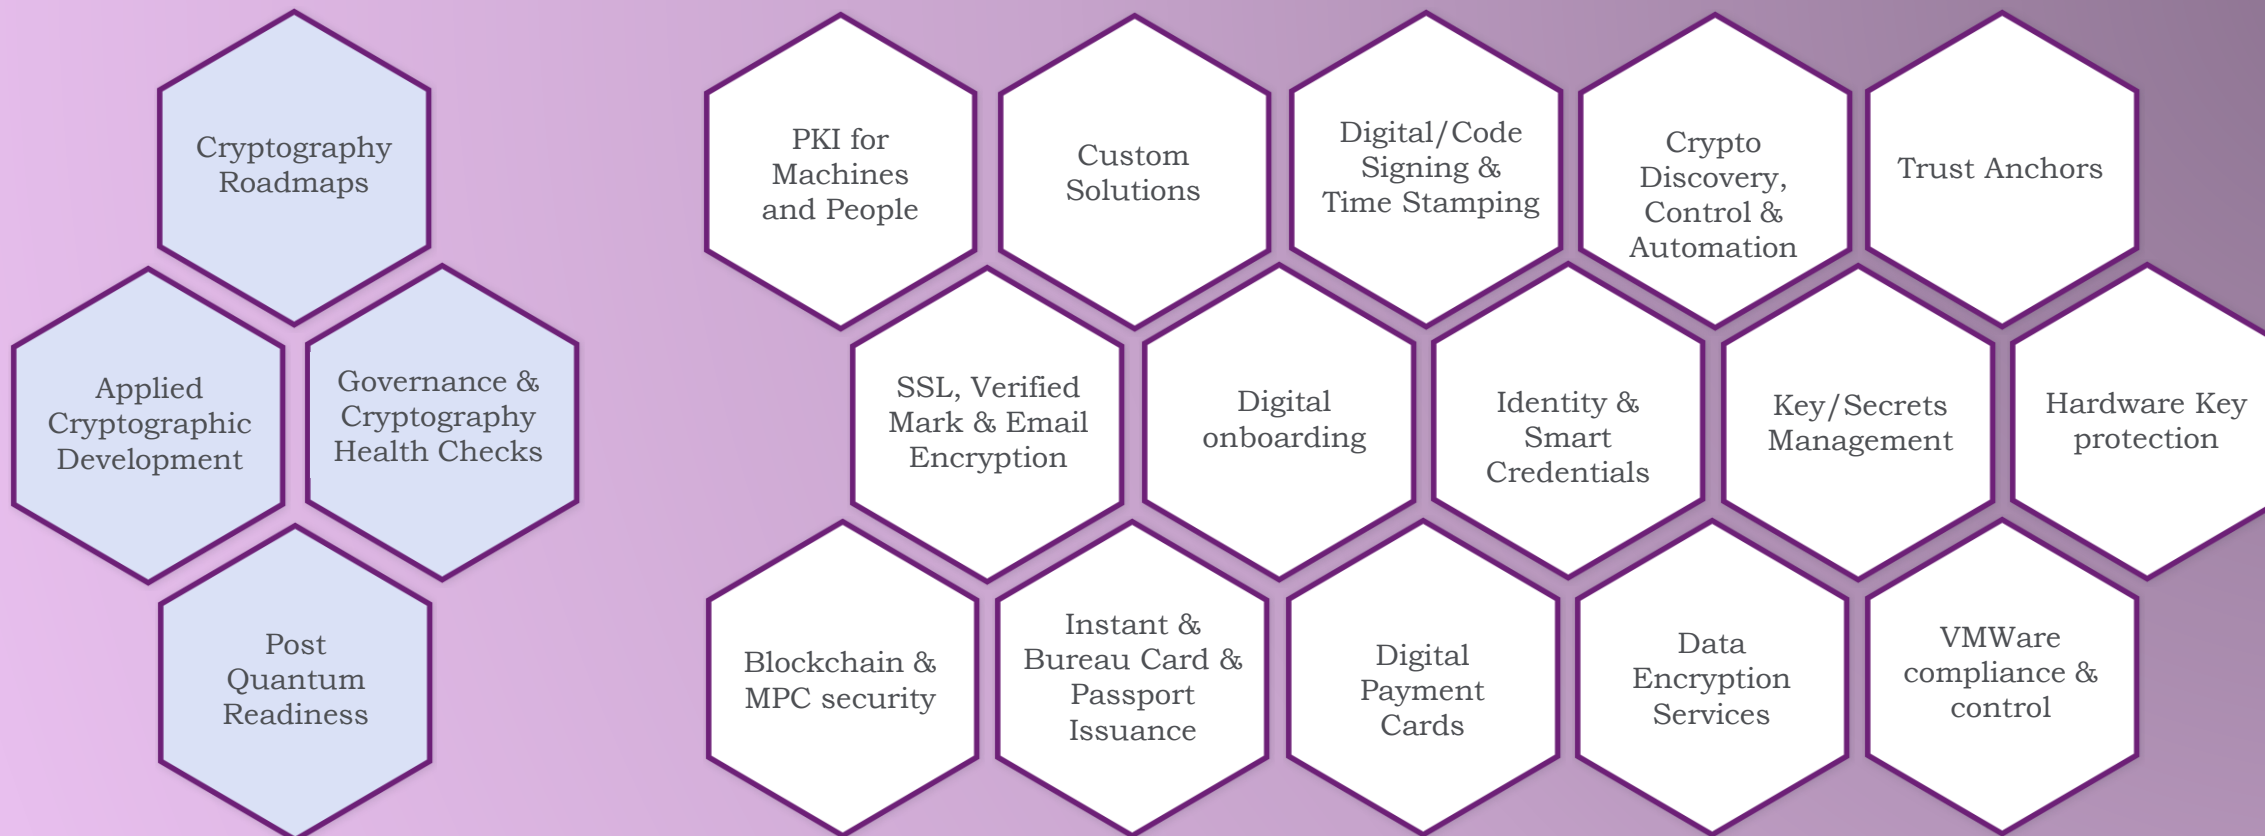 Cryptography
Roadmaps
Applied
Cryptographic
Development
Governance &
Cryptography
Health Checks
Post
Quantum
Readiness
PKI for
Machines
and People
Custom
Solutions
Digital/Code
Signing &
Time Stamping
Crypto
Discovery,
Control &
Automation
Trust Anchors
SSL, Verified
Mark & Email
Encryption
Digital
onboarding
Identity &
Smart
Credentials
Key/Secrets
Management
Hardware Key
protection
Blockchain &
MPC security
Instant &
Bureau Card &
Passport
Issuance
Digital
Payment
Cards
Data
Encryption
Services
VMWare
compliance &
control